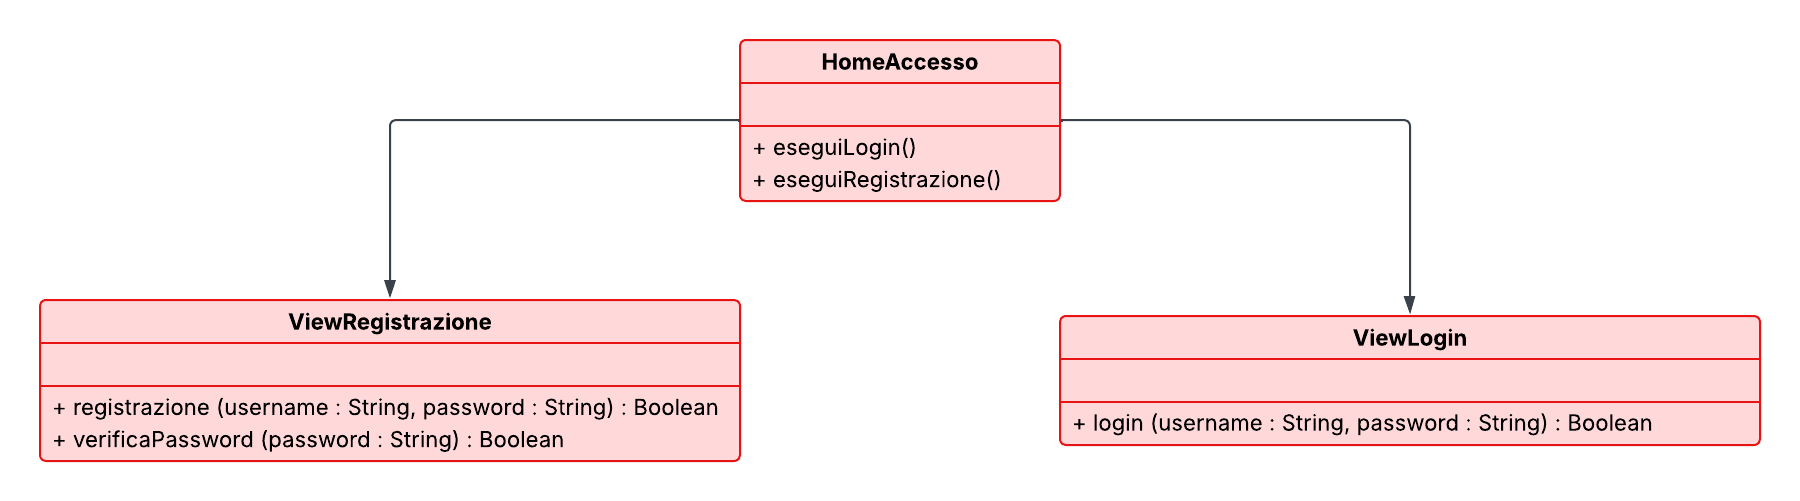 HomeAccesso
+ eseguiLogin()
+ eseguiRegistrazione()
ViewRegistrazione
+ registrazione (username : String, password : String) : Boolean
+ verificaPassword (password : String) : Boolean
ViewLogin
+ login (username : String, password : String) : Boolean